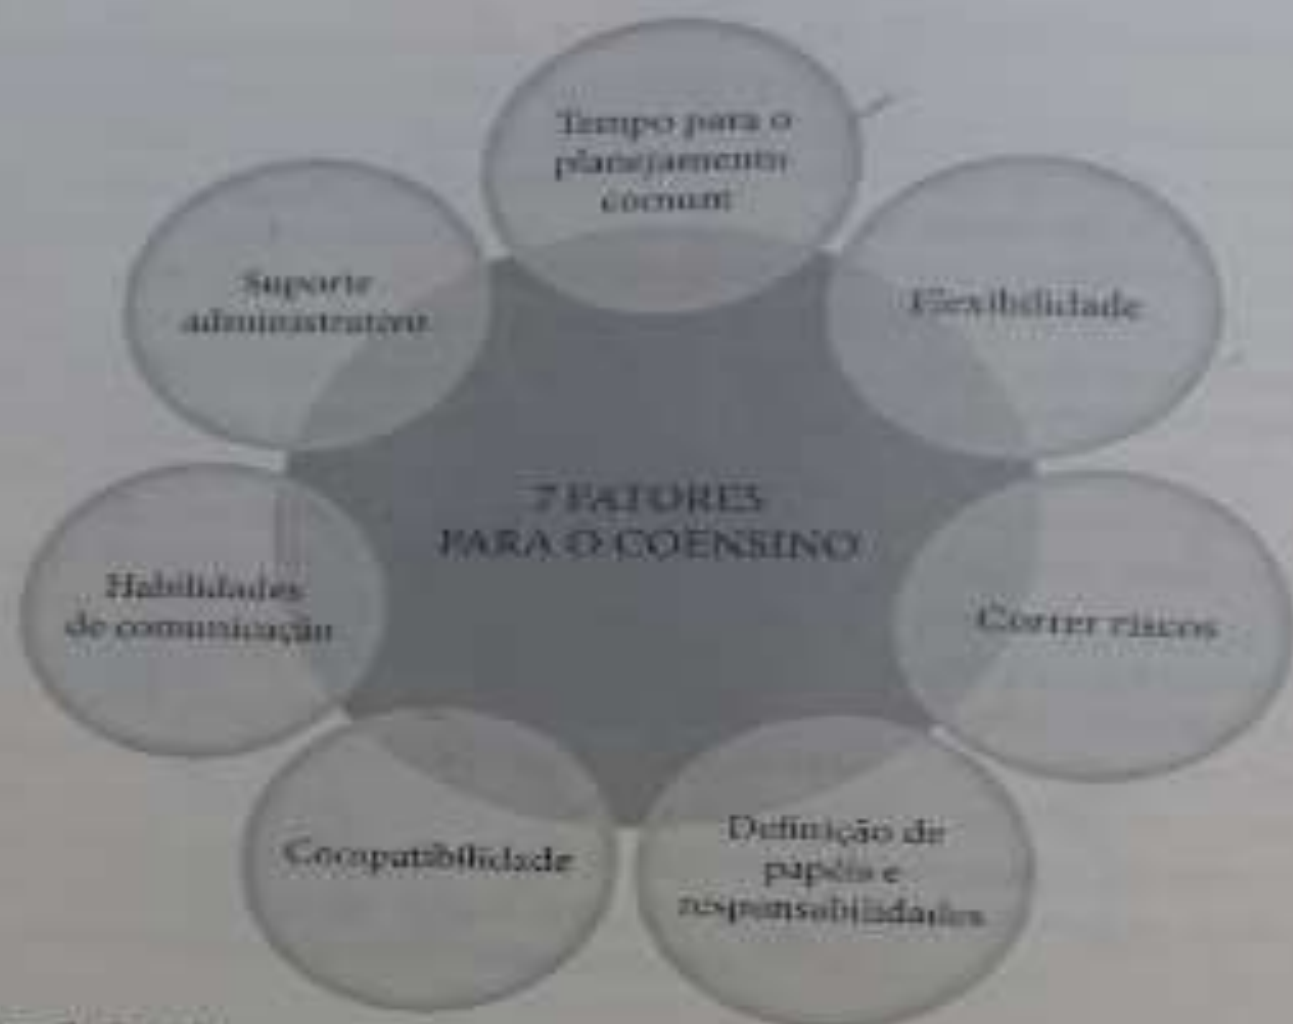 Tempo para o
planejamento
comum
Suporte
administrativo
Flexibilidade
7 FATORES
PARA O COENSINO
Habilidades
de comunicação
Correr riscos
Compatibilidade
Definição de
papéis e
responsabilidades